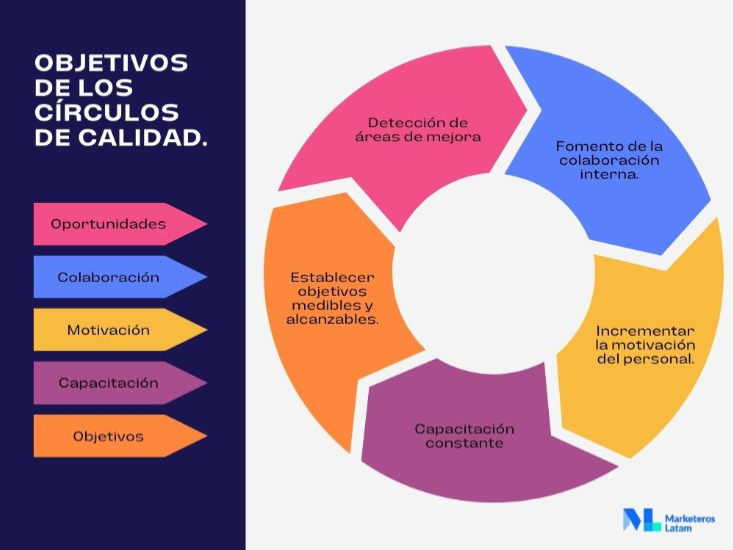 OBJETIVOS
DE LOS
CÍRCULOS
DE CALIDAD.
Oportunidades
Colaboración
Motivación
Capacitación
Objetivos
Detección de
áreas de mejora
Fomento de la
colaboración
interna.
Incrementar
la motivación
del personal.
Capacitación
constante
Establecer
objetivos
medibles y
alcanzables.
Marketeros
Latam